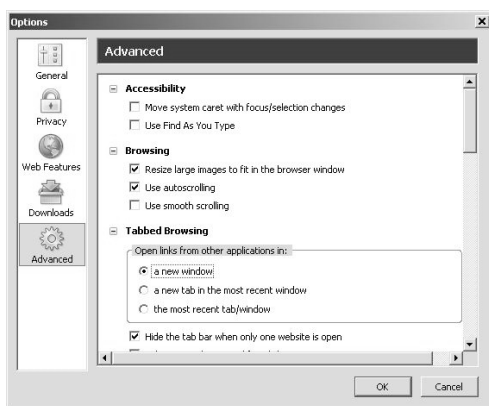 Options
General
Privacy
Web Features
Downloads
Advanced
Advanced
Accessibility
Move system caret with focus/selection changes
Use Find As You Type
Browsing
Resize large images to fit in the browser window
Use autoscrolling
Use smooth scrolling
Tabbed Browsing
Open links from other applications in:
a new window
a new tab in the most recent window
the most recent tab/window
Hide the tab bar when only one website is open
OK
Cancel